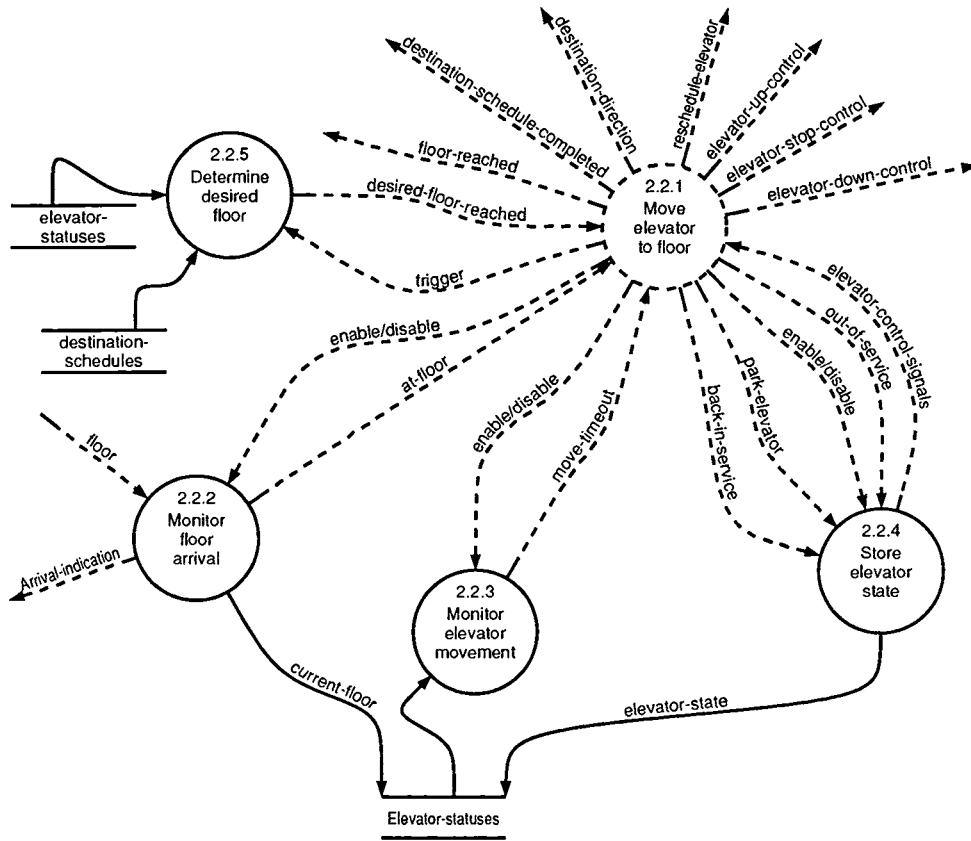 destination-schedule-completed
destination-direction
reschedule-elevator
elevator-up-control
elevator-stop-control
elevator-down-control
floor-reached
desired-floor-reached
trigger
2.2.5
Determine
desired
floor
2.2.1
Move
elevator
to floor
elevator-
statuses
destination-
schedules
enable/disable
at-floor
enable/disable
move-timeout
back-in-service
park-elevator
enable/disable
out-of-service
elevator-control-signals
floor
2.2.2
Monitor
floor
arrival
Arrival-indication
2.2.3
Monitor
elevator
movement
2.2.4
Store
elevator
state
current-floor
elevator-state
Elevator-statuses